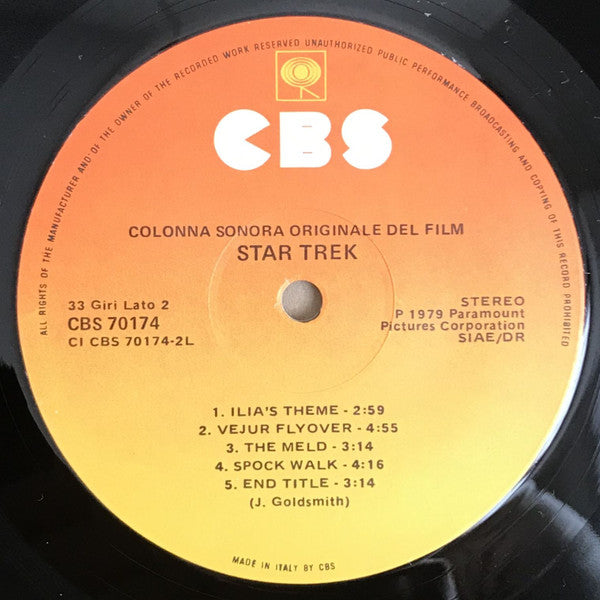 ALL RIGHTS OF THE MANUFACTURER AND OF THE OWNER OF THE RECORDED WORK RESERVED UNAUTHORIZED PUBLIC PERFORMANCE BROADCASTING AND COPYING OF THIS RECORD PROHIBITED
CBS
COLONNA SONORA ORIGINALE DEL FILM
STAR TREK
33 Giri Lato 2
CBS 70174
CI CBS 70174-2L
STEREO
P 1979 Paramount
Pictures Corporation
SIAE/DR
1. ILIA'S THEME - 2:59
2. VEJUR FLYOVER - 4:55
3. THE MELD - 3:14
4. SPOCK WALK - 4:16
5. END TITLE - 3:14
(J. Goldsmith)
MADE IN ITALY BY CBS